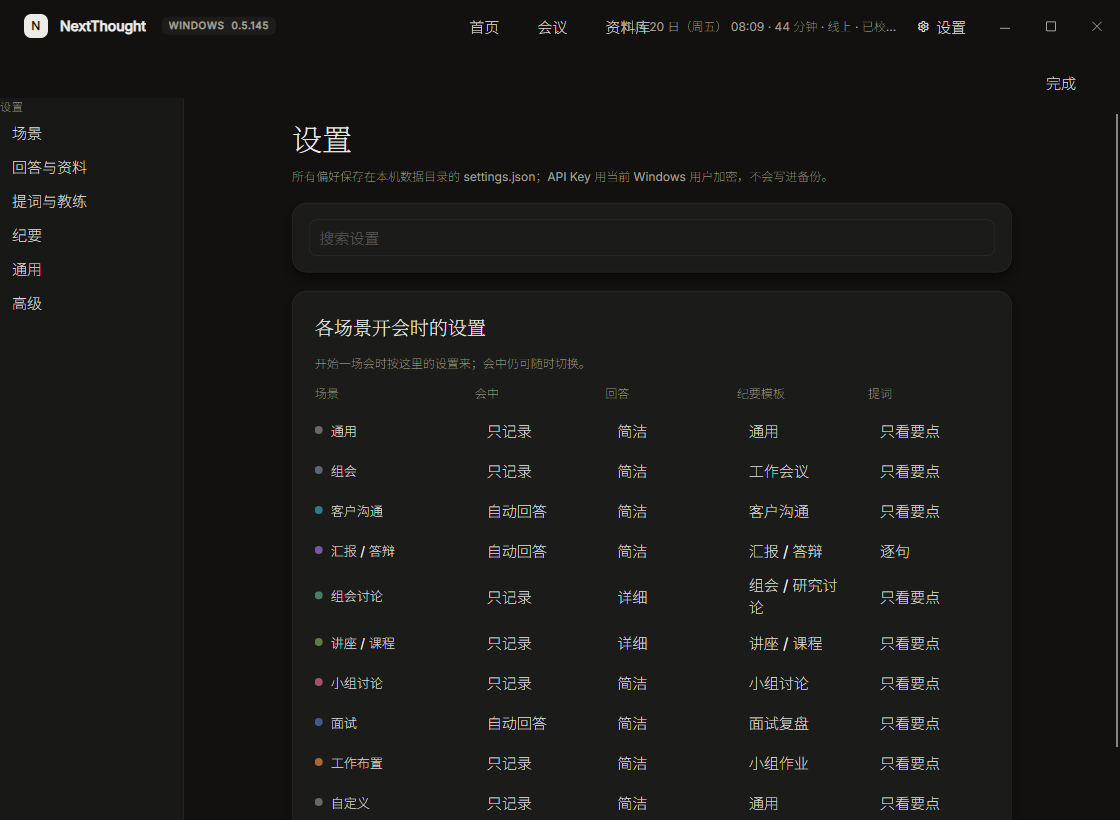 N NextThought WINDOWS 0.5.145 首页 会议 资料库 20 日（周五） 08:09 · 44 分钟 · 线上 · 已校... 设置
完成
设置
场景
回答与资料
提词与教练
纪要
通用
高级
设置
所有偏好保存在本机数据目录的 settings.json；API Key 用当前 Windows 用户加密，不会写进备份。
搜索设置
各场景开会时的设置
开始一场会时按这里的设置来；会中仍可随时切换。
场景 会中 回答 纪要模板 提词
通用 只记录 简洁 通用 只看要点
组会 只记录 简洁 工作会议 只看要点
客户沟通 自动回答 简洁 客户沟通 只看要点
汇报 / 答辩 自动回答 简洁 汇报 / 答辩 逐句
组会讨论 只记录 详细 组会 / 研究讨论 只看要点
讲座 / 课程 只记录 详细 讲座 / 课程 只看要点
小组讨论 只记录 简洁 小组讨论 只看要点
面试 自动回答 简洁 面试复盘 只看要点
工作布置 只记录 简洁 小组作业 只看要点
自定义 只记录 简洁 通用 只看要点